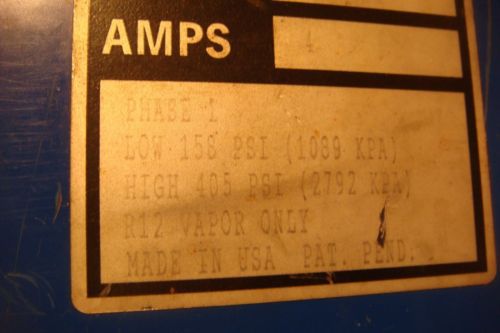 AMPS 4
PHASE 1
LOW 158 PSI (1089 KPA)
HIGH 405 PSI (2792 KPA)
R12 VAPOR ONLY
MADE IN USA PAT. PEND.